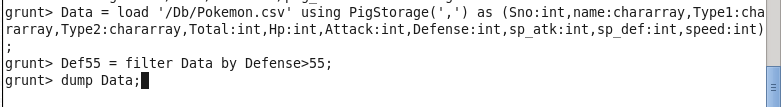 grunt> Data = load '/Db/Pokemon.csv' using PigStorage(',') as (Sno:int,name:chararray,Type1:cha
rarray,Type2:chararray,Total:int,Hp:int,Attack:int,Defense:int,sp_atk:int,sp_def:int,speed:int)
;
grunt> Def55 = filter Data by Defense>55;
grunt> dump Data;